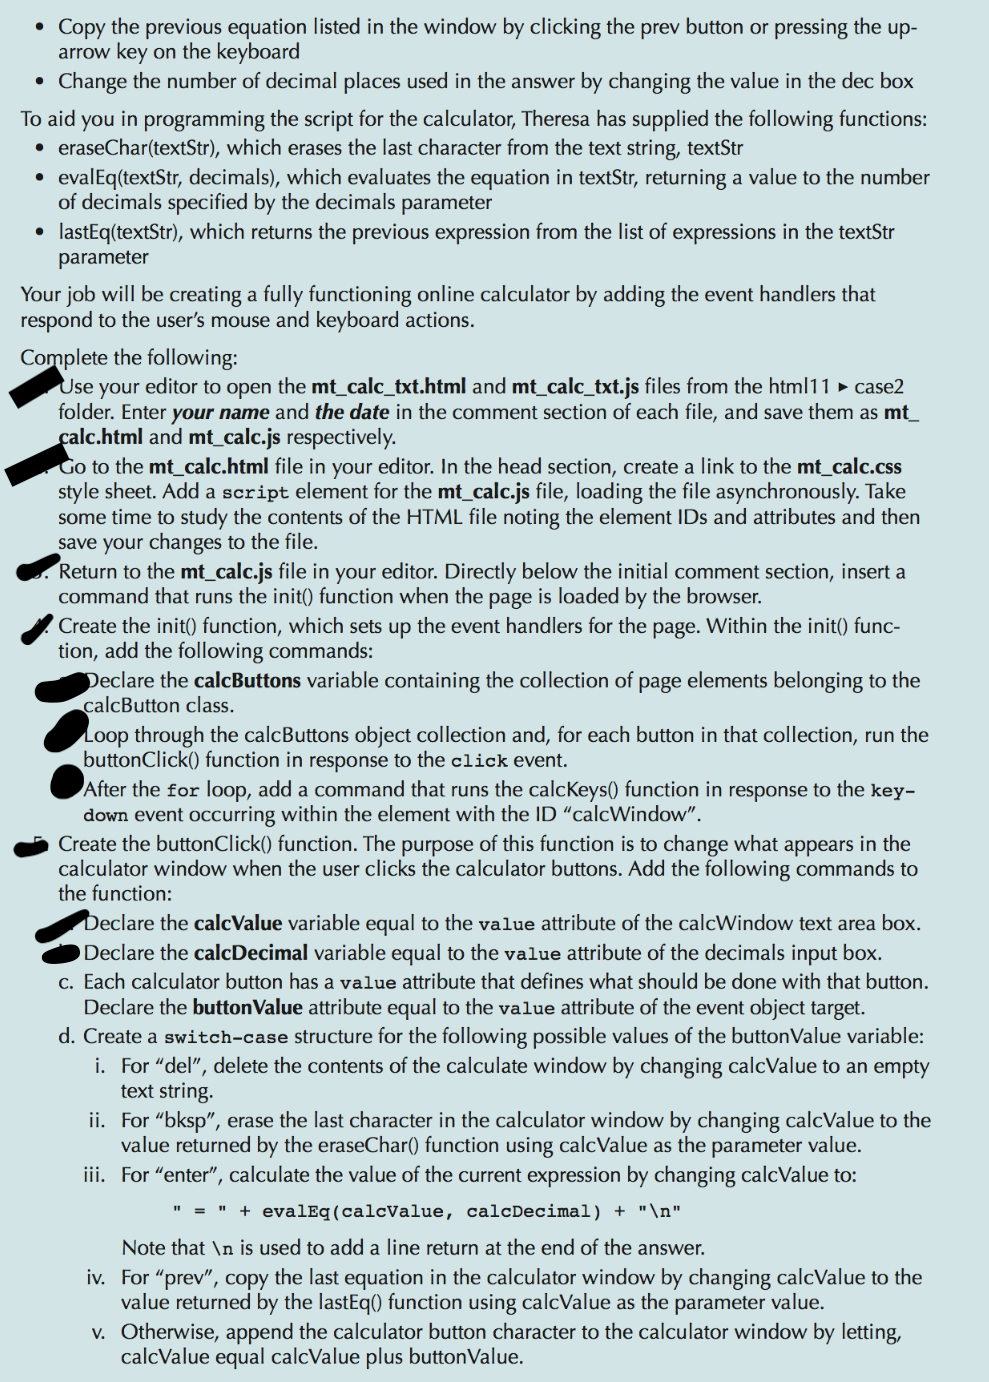 • Copy the previous equation listed in the window by clicking the prev button or pressing the up-
arrow key on the keyboard
• Change the number of decimal places used in the answer by changing the value in the dec box
To aid you in programming the script for the calculator, Theresa has supplied the following functions:
• eraseChar(textStr), which erases the last character from the text string, textStr
• evalEq(textStr, decimals), which evaluates the equation in textStr, returning a value to the number
of decimals specified by the decimals parameter
• lastEq(textStr), which returns the previous expression from the list of expressions in the textStr
parameter
Your job will be creating a fully functioning online calculator by adding the event handlers that
respond to the user's mouse and keyboard actions.
Complete the following:
Use your editor to open the mt_calc_txt.html and mt_calc_txt.js files from the html11 ▸ case2
folder. Enter your name and the date in the comment section of each file, and save them as mt_
calc.html and mt_calc.js respectively.
Go to the mt_calc.html file in your editor. In the head section, create a link to the mt_calc.css
style sheet. Add a script element for the mt_calc.js file, loading the file asynchronously. Take
some time to study the contents of the HTML file noting the element IDs and attributes and then
save your changes to the file.
Return to the mt_calc.js file in your editor. Directly below the initial comment section, insert a
command that runs the init() function when the page is loaded by the browser.
Create the init() function, which sets up the event handlers for the page. Within the init() func-
tion, add the following commands:
Declare the calcButtons variable containing the collection of page elements belonging to the
calcButton class.
Loop through the calcButtons object collection and, for each button in that collection, run the
buttonClick() function in response to the click event.
After the for loop, add a command that runs the calcKeys() function in response to the key-
down event occurring within the element with the ID "calcWindow".
Create the buttonClick() function. The purpose of this function is to change what appears in the
calculator window when the user clicks the calculator buttons. Add the following commands to
the function:
Declare the calcValue variable equal to the value attribute of the calcWindow text area box.
Declare the calcDecimal variable equal to the value attribute of the decimals input box.
c. Each calculator button has a value attribute that defines what should be done with that button.
Declare the buttonValue attribute equal to the value attribute of the event object target.
d. Create a switch-case structure for the following possible values of the buttonValue variable:
i. For "del", delete the contents of the calculate window by changing calcValue to an empty
text string.
ii. For "bksp", erase the last character in the calculator window by changing calcValue to the
value returned by the eraseChar() function using calcValue as the parameter value.
iii. For "enter", calculate the value of the current expression by changing calcValue to:
" = " + evalEq(calcValue, calcDecimal) + "\n"
Note that \n is used to add a line return at the end of the answer.
iv. For "prev", copy the last equation in the calculator window by changing calcValue to the
value returned by the lastEq() function using calcValue as the parameter value.
v. Otherwise, append the calculator button character to the calculator window by letting,
calcValue equal calcValue plus buttonValue.